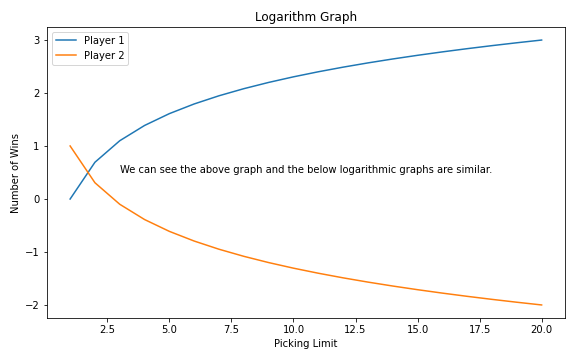 Logarithm Graph
Player 1
Player 2
3
2
1
0
−1
−2
Number of Wins
We can see the above graph and the below logarithmic graphs are similar.
2.5 5.0 7.5 10.0 12.5 15.0 17.5 20.0
Picking Limit